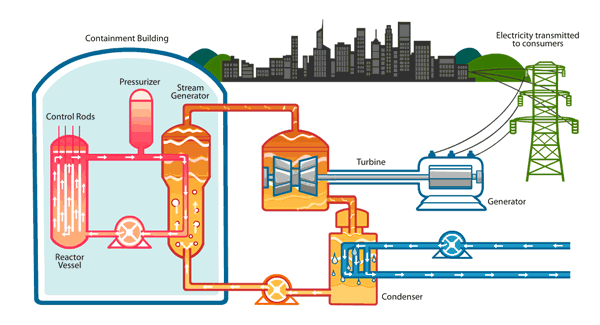 Containment Building
Electricity transmitted
to consumers
Pressurizer
Stream
Generator
Control Rods
Turbine
Generator
Reactor
Vessel
Condenser